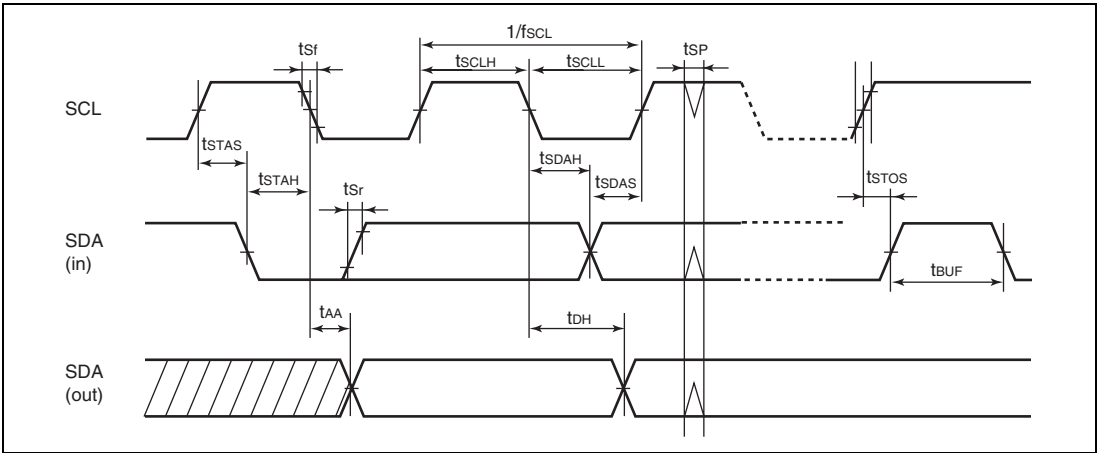 1/fSCL
tSf
tSCLH
tSCLL
tSP
SCL
tSTAS
tSTAH
tSDAH
tSDAS
tSTOS
tSr
SDA
(in)
tBUF
tAA
tDH
SDA
(out)